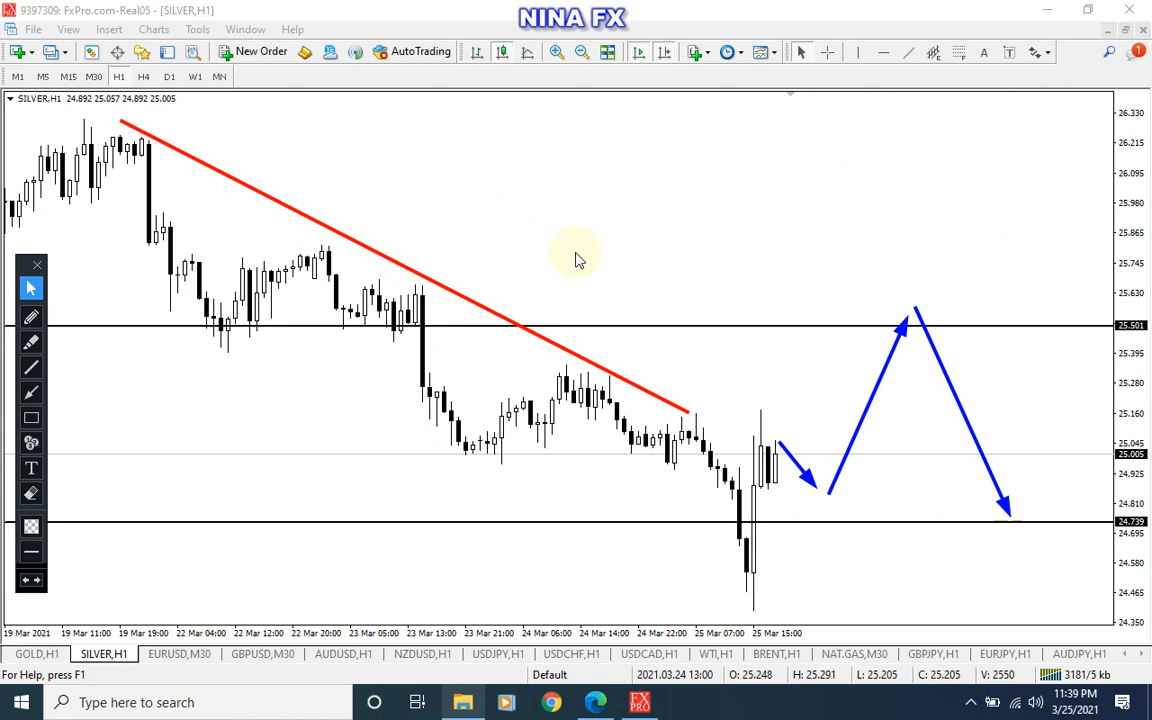 9397309: FxPro.com-Real05 - [SILVER,H1]
NINA FX
File View Insert Charts Tools Window Help
New Order AutoTrading A T 1
M1 M5 M15 M30 H1 H4 D1 W1 MN
SILVER,H1 24.892 25.057 24.892 25.005
26.330
26.215
26.095
25.980
25.865
25.745
25.630
25.501
25.395
25.280
25.160
25.045
25.005
24.925
24.810
24.739
24.695
24.580
24.465
24.350
T
19 Mar 2021 19 Mar 11:00 19 Mar 19:00 22 Mar 04:00 22 Mar 12:00 22 Mar 20:00 23 Mar 05:00 23 Mar 13:00 23 Mar 21:00 24 Mar 06:00 24 Mar 14:00 24 Mar 22:00 25 Mar 07:00 25 Mar 15:00
GOLD,H1 SILVER,H1 EURUSD,M30 GBPUSD,M30 AUDUSD,H1 NZDUSD,H1 USDJPY,H1 USDCHF,H1 USDCAD,H1 WTI,H1 BRENT,H1 NAT.GAS,M30 GBPJPY,H1 EURJPY,H1 AUDJPY,H1
For Help, press F1 Default 2021.03.24 13:00 O: 25.248 H: 25.291 L: 25.205 C: 25.205 V: 2550 3181/5 kb
Type here to search FX PRO 11:39 PM
3/25/2021